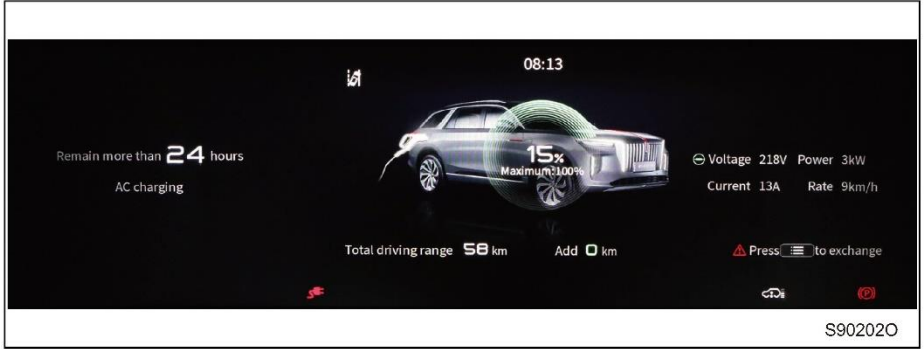 08:13
Remain more than 24 hours
AC charging
15%
Maximum:100%
Voltage 218V Power 3kW
Current 13A Rate 9km/h
Total driving range 58 km Add 0 km
Press to exchange
P
S90202O